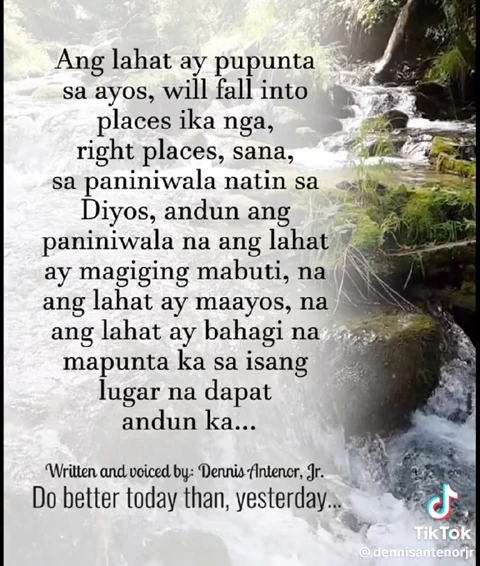 Ang lahat ay pupunta
sa ayos, will fall into
places ika nga,
right places, sana,
sa paniniwala natin sa
Diyos, andun ang
paniniwala na ang lahat
ay magiging mabuti, na
ang lahat ay maayos, na
ang lahat ay bahagi na
mapunta ka sa isang
lugar na dapat
andun ka...
Written and voiced by: Dennis Antenor, Jr.
Do better today than, yesterday...
TikTok
@dennisantenorjr